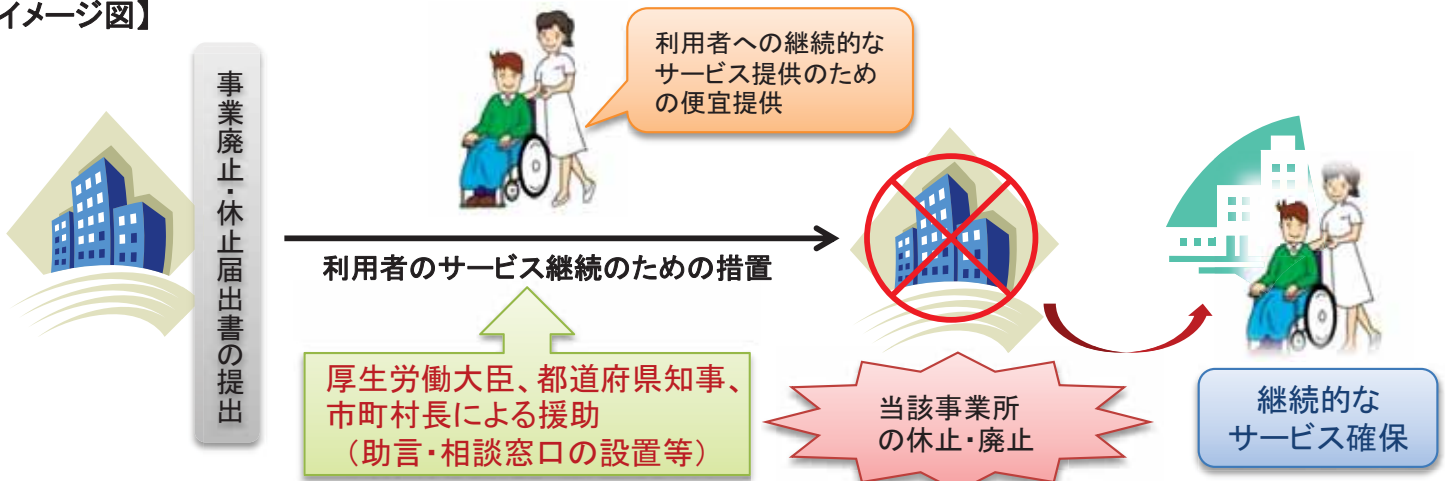 イメージ図】
事業廃止・休止届出書の提出
利用者への継続的な
サービス提供のため
の便宜提供
利用者のサービス継続のための措置
厚生労働大臣、都道府県知事、
市町村長による援助
（助言・相談窓口の設置等）
当該事業所
の休止・廃止
継続的な
サービス確保